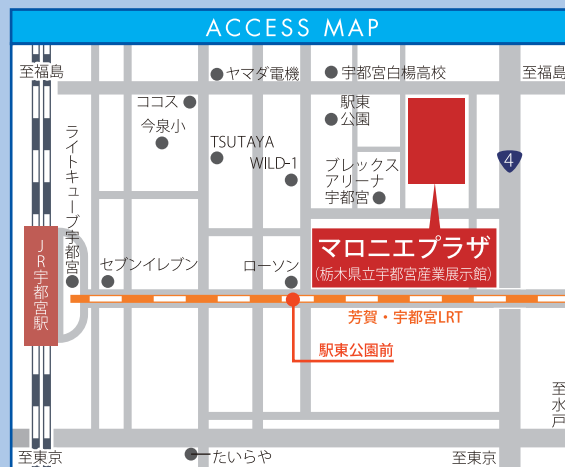 ACCESS MAP
至福島
ヤマダ電機
宇都宮白楊高校
至福島
ココス
今泉小
駅東
公園
TSUTAYA
WILD-1
ブレックス
アリーナ
宇都宮
4
ライトキューブ宇都宮
マロニエプラザ
(栃木県立宇都宮産業展示館)
JR宇都宮駅
セブンイレブン
ローソン
芳賀・宇都宮LRT
駅東公園前
至水戸
至東京
たいらや
至東京